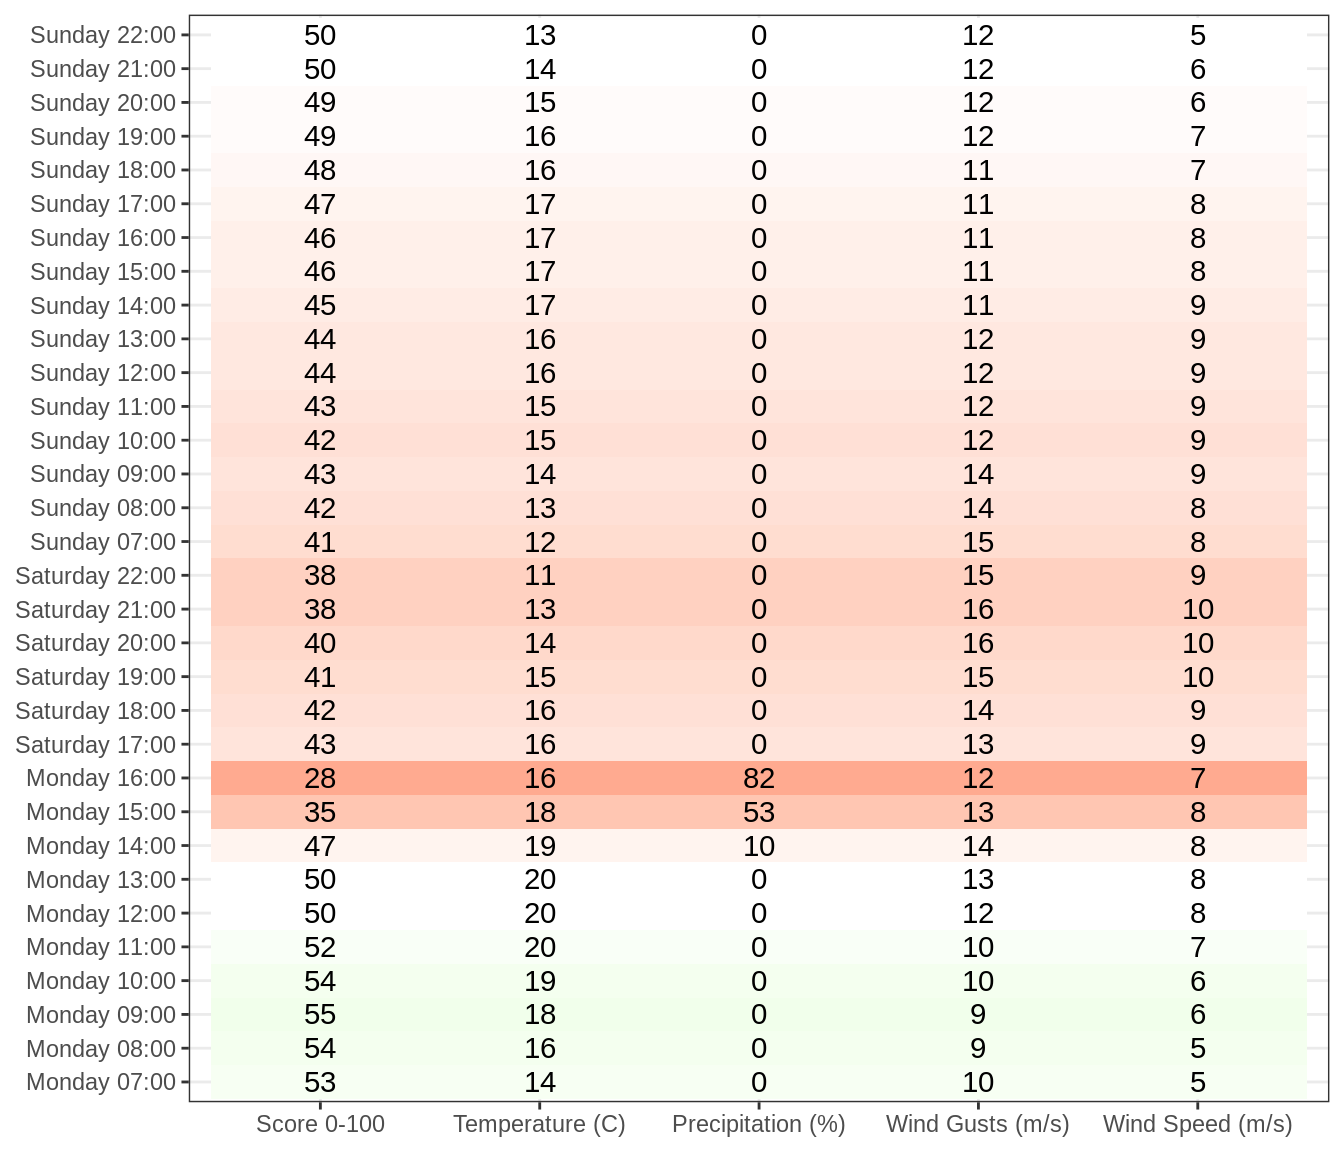 Sunday 22:00 50 13 0 12 5
Sunday 21:00 50 14 0 12 6
Sunday 20:00 49 15 0 12 6
Sunday 19:00 49 16 0 12 7
Sunday 18:00 48 16 0 11 7
Sunday 17:00 47 17 0 11 8
Sunday 16:00 46 17 0 11 8
Sunday 15:00 46 17 0 11 8
Sunday 14:00 45 17 0 11 9
Sunday 13:00 44 16 0 12 9
Sunday 12:00 44 16 0 12 9
Sunday 11:00 43 15 0 12 9
Sunday 10:00 42 15 0 12 9
Sunday 09:00 43 14 0 14 9
Sunday 08:00 42 13 0 14 8
Sunday 07:00 41 12 0 15 8
Saturday 22:00 38 11 0 15 9
Saturday 21:00 38 13 0 16 10
Saturday 20:00 40 14 0 16 10
Saturday 19:00 41 15 0 15 10
Saturday 18:00 42 16 0 14 9
Saturday 17:00 43 16 0 13 9
Monday 16:00 28 16 82 12 7
Monday 15:00 35 18 53 13 8
Monday 14:00 47 19 10 14 8
Monday 13:00 50 20 0 13 8
Monday 12:00 50 20 0 12 8
Monday 11:00 52 20 0 10 7
Monday 10:00 54 19 0 10 6
Monday 09:00 55 18 0 9 6
Monday 08:00 54 16 0 9 5
Monday 07:00 53 14 0 10 5
Score 0-100 Temperature (C) Precipitation (%) Wind Gusts (m/s) Wind Speed (m/s)